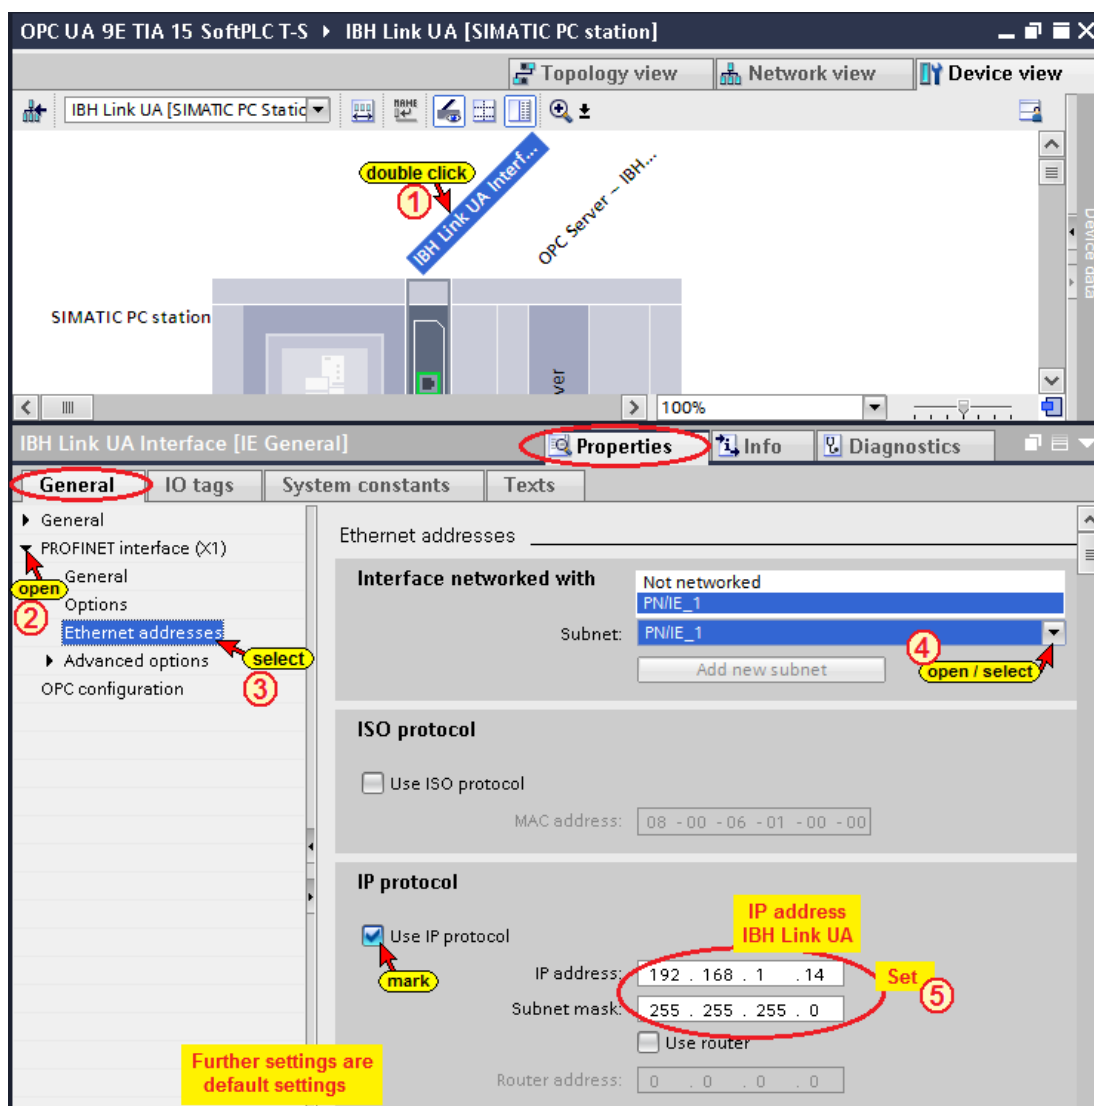 OPC UA 9E TIA 15 SoftPLC T-S ▸ IBH Link UA [SIMATIC PC station]
Topology view
Network view
Device view
IBH Link UA [SIMATIC PC Static
NAME
double click
1
IBH Link UA Interf...
OPC Server – IBH...
Device data
SIMATIC PC station
ver
100%
IBH Link UA Interface [IE General]
Properties
Info
Diagnostics
General
IO tags
System constants
Texts
General
PROFINET interface (X1)
General
open
2
Options
Ethernet addresses
Advanced options
select
3
OPC configuration
Ethernet addresses
Interface networked with
Not networked
PN/IE_1
Subnet:
PN/IE_1
4
open / select
Add new subnet
ISO protocol
Use ISO protocol
MAC address:
08 -00 -06 -01 -00 -00
IP protocol
IP address
IBH Link UA
Use IP protocol
mark
IP address:
192 . 168 . 1 . 14
Set
5
Subnet mask:
255 . 255 . 255 . 0
Use router
Router address:
0 . 0 . 0 . 0
Further settings are
default settings